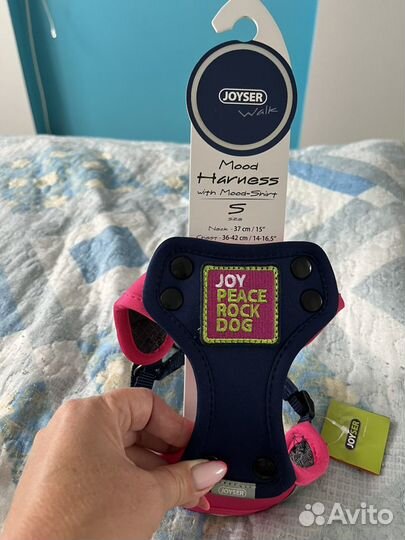 JOYSER
Walk
Mood
Harness
with Mood-Shirt
S
size
Neck - 37 cm / 15"
Chest - 36-42 cm / 14-16,5"
JOY
PEACE
ROCK
DOG
JOYSER
JOYSER
Avito